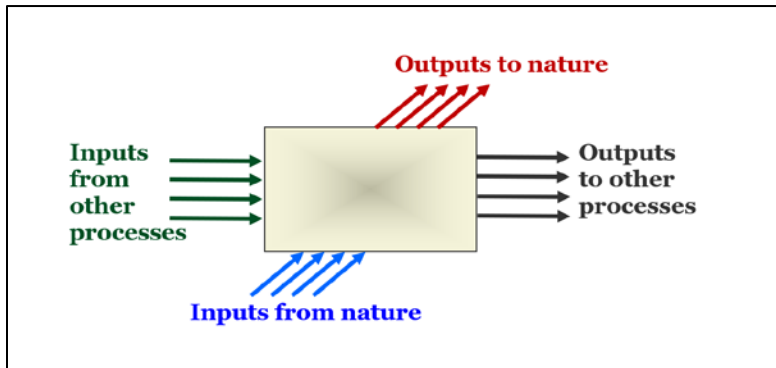 Outputs to nature
Inputs
from
other
processes
Outputs
to other
processes
Inputs from nature